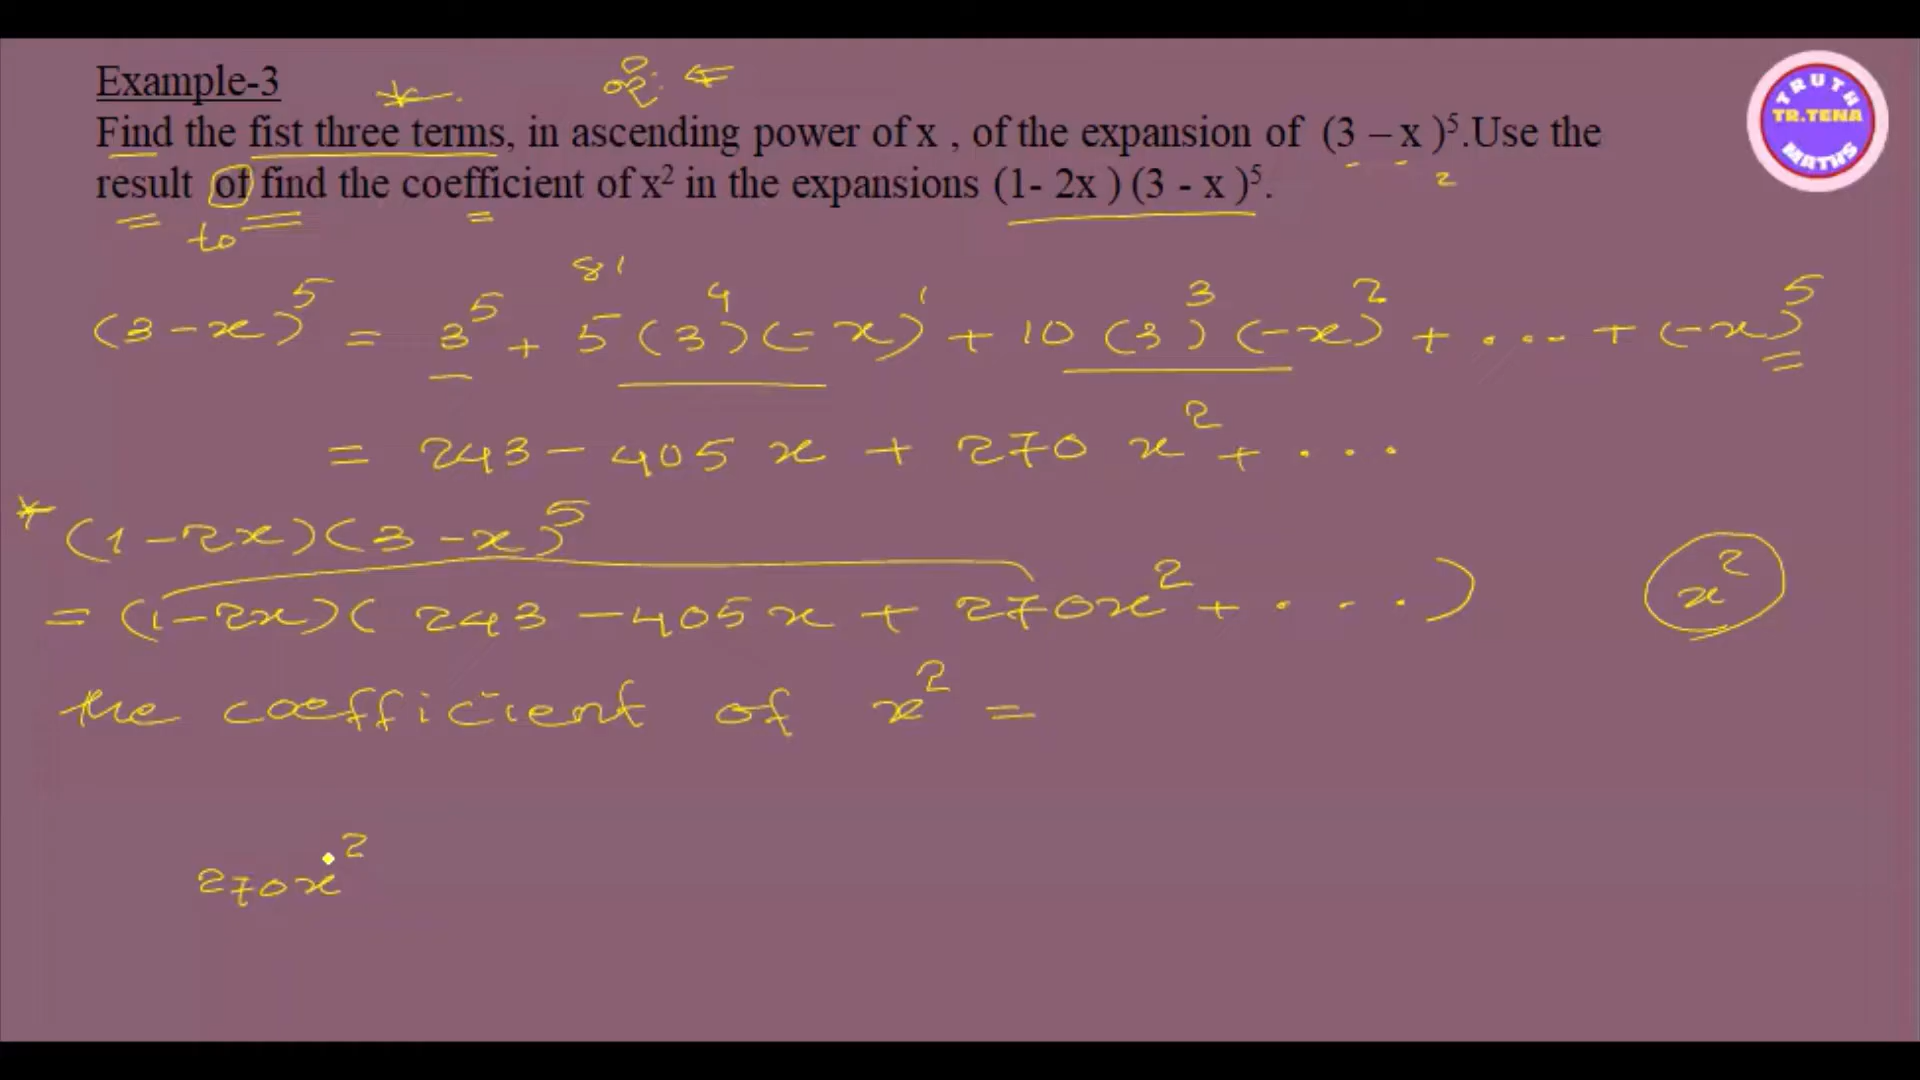 Example-3
Find the fist three terms, in ascending power of x , of the expansion of (3 – x )⁵.Use the
result of find the coefficient of x² in the expansions (1- 2x ) (3 - x )⁵.
2
to
81
(3-x)⁵ = 3⁵ + 5(3⁴)(-x)¹ + 10(3)³(-x)² + .... + (-x)⁵
= 243 - 405 x + 270 x² + ...
* (1-2x)(3-x)⁵
= (1-2x)(243 - 405x + 270x² + ...)
x²
the coefficient of x² =
270x²
TRUTH
TR.TENA
MATHS